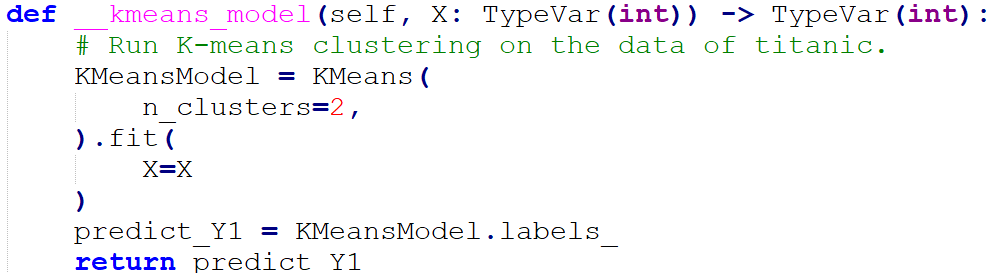 def __kmeans_model(self, X: TypeVar(int)) -> TypeVar(int):
    # Run K-means clustering on the data of titanic.
    KMeansModel = KMeans(
        n_clusters=2,
    ).fit(
        X=X
    )
    predict_Y1 = KMeansModel.labels_
    return predict_Y1